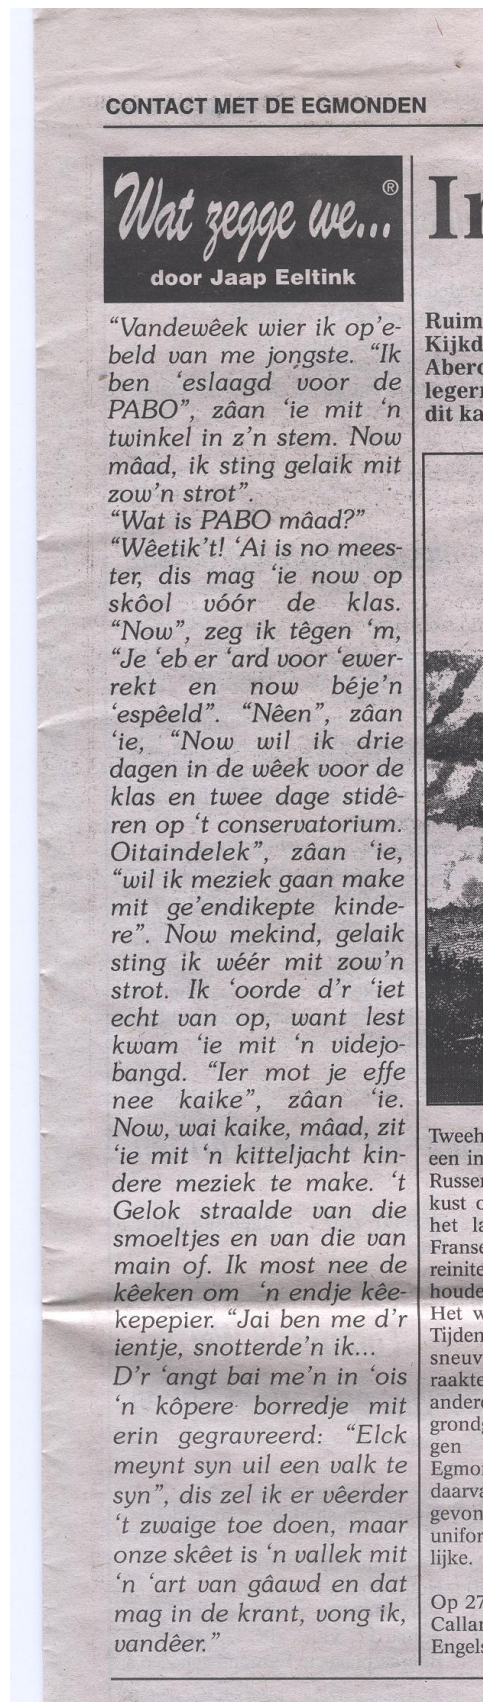 CONTACT MET DE EGMONDEN
Wat zegge we...®
door Jaap Eeltink
“Vandewêek wier ik op’e-
beld van me jongste. “Ik
ben ‘eslaagd voor de
PABO”, zâan ‘ie mit ‘n
twinkel in z’n stem. Now
mâad, ik sting gelaik mit
zow’n strot”.
“Wat is PABO mâad?”
“Wêetik’t! ‘Ai is no mees-
ter, dis mag ‘ie now op
skôol vóór de klas.
“Now”, zeg ik têgen ‘m,
“Je ‘eb er ‘ard voor ‘ewer-
rekt en now béje’n
‘espêeld”. “Nêen”, zâan
‘ie, “Now wil ik drie
dagen in de wêek voor de
klas en twee dage stidê-
ren op ‘t conservatorium.
Oitaindelek”, zâan ‘ie,
“wil ik meziek gaan make
mit ge’endikepte kinde-
re”. Now mekind, gelaik
sting ik wéér mit zow’n
strot. Ik ‘oorde d’r ‘iet
echt van op, want lest
kwam ‘ie mit ‘n videjo-
bangd. “Ier mot je effe
nee kaike”, zâan ‘ie.
Now, wai kaike, mâad, zit
‘ie mit ‘n kitteljacht kin-
dere meziek te make. ‘t
Gelok straalde van die
smoeltjes en van die van
main of. Ik most nee de
kêeken om ‘n endje kêe-
kepepier. “Jai ben me d’r
ientje, snotterde’n ik...
D’r ‘angt bai me’n in ‘ois
‘n kôpere borredje mit
erin gegravreerd: “Elck
meynt syn uil een valk te
syn”, dis zel ik er vêerder
‘t zwaige toe doen, maar
onze skêet is ‘n vallek mit
‘n ‘art van gâawd en dat
mag in de krant, vong ik,
vandêer.”
Ruim
Kijkd
Aberc
legerr
dit ka
Tweeh
een in
Russer
kust o
het la
Franse
reinite
houde
Het w
Tijden
sneuv
raakte
andere
grondg
gen
Egmor
daarva
gevon
unifor
lijke.
Op 27
Callar
Engels